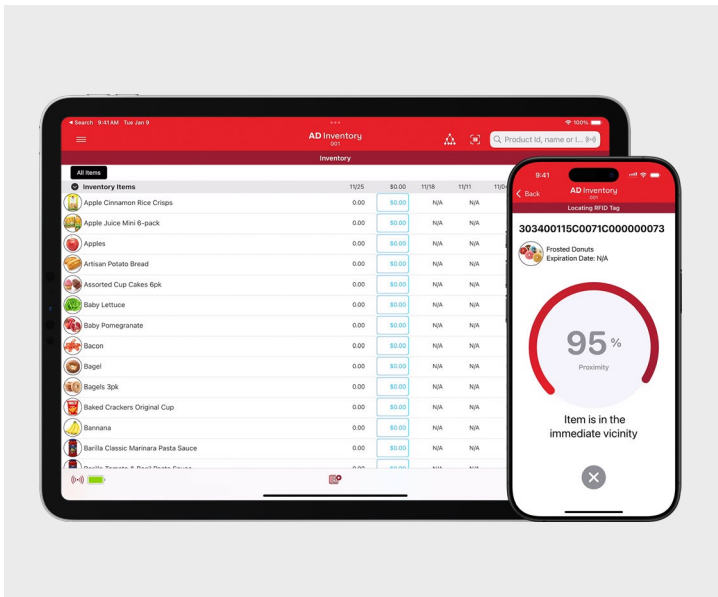 Search 9:41 AM Tue Jan 9
100%
AD Inventory
001
Product Id, name or l...
Inventory
All Items
Inventory Items 11/25 $0.00 11/18 11/11
Apple Cinnamon Rice Crisps 0.00 $0.00 N/A N/A
Apple Juice Mini 6-pack 0.00 $0.00 N/A N/A
Apples 0.00 $0.00 N/A N/A
Artisan Potato Bread 0.00 $0.00 N/A N/A
Assorted Cup Cakes 6pk 0.00 $0.00 N/A N/A
Baby Lettuce 0.00 $0.00 N/A N/A
Baby Pomegranate 0.00 $0.00 N/A N/A
Bacon 0.00 $0.00 N/A N/A
Bagel 0.00 $0.00 N/A N/A
Bagels 3pk 0.00 $0.00 N/A N/A
Baked Crackers Original Cup 0.00 $0.00 N/A N/A
Bannana 0.00 $0.00 N/A N/A
Barilla Classic Marinara Pasta Sauce 0.00 $0.00 N/A N/A
9:41
Back
AD Inventory
001
Locating RFID Tag
303400115C0071C000000073
Frosted Donuts
Expiration Date: N/A
95%
Proximity
Item is in the
immediate vicinity